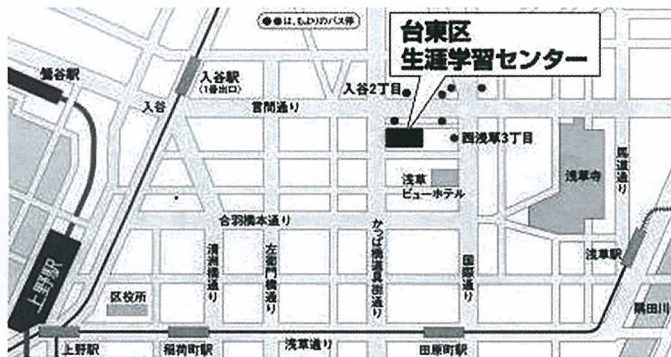 ●●は、もよりのバス停
台東区
生涯学習センター
鶯谷駅
入谷駅
(1番出口)
入谷
入谷2丁目
言問通り
西浅草3丁目
馬道通り
浅草寺
浅草
ビューホテル
合羽橋本通り
清洲橋通り
左衛門橋通り
かっぱ橋道具街通り
国際通り
浅草駅
上野駅
区役所
隅田川
上野駅
稲荷町駅
浅草通り
田原町駅